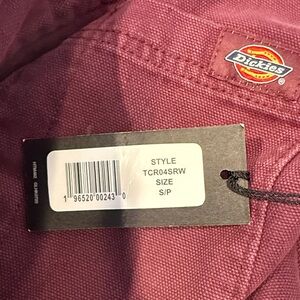 Dickies
®
STYLE
TCR04SRW
SIZE
S/P
1 96520 00243 0